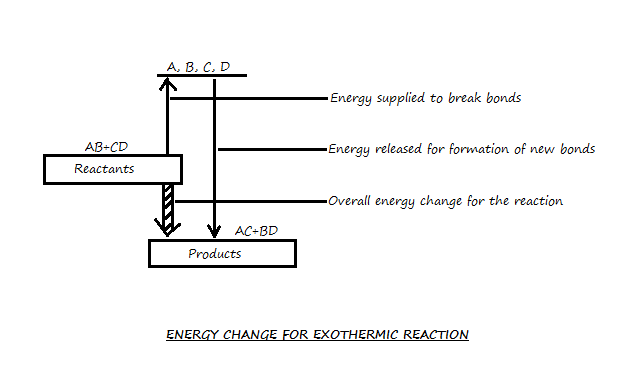 A, B, C, D
Energy supplied to break bonds
AB+CD
Energy released for formation of new bonds
Reactants
Overall energy change for the reaction
AC+BD
Products
ENERGY CHANGE FOR EXOTHERMIC REACTION